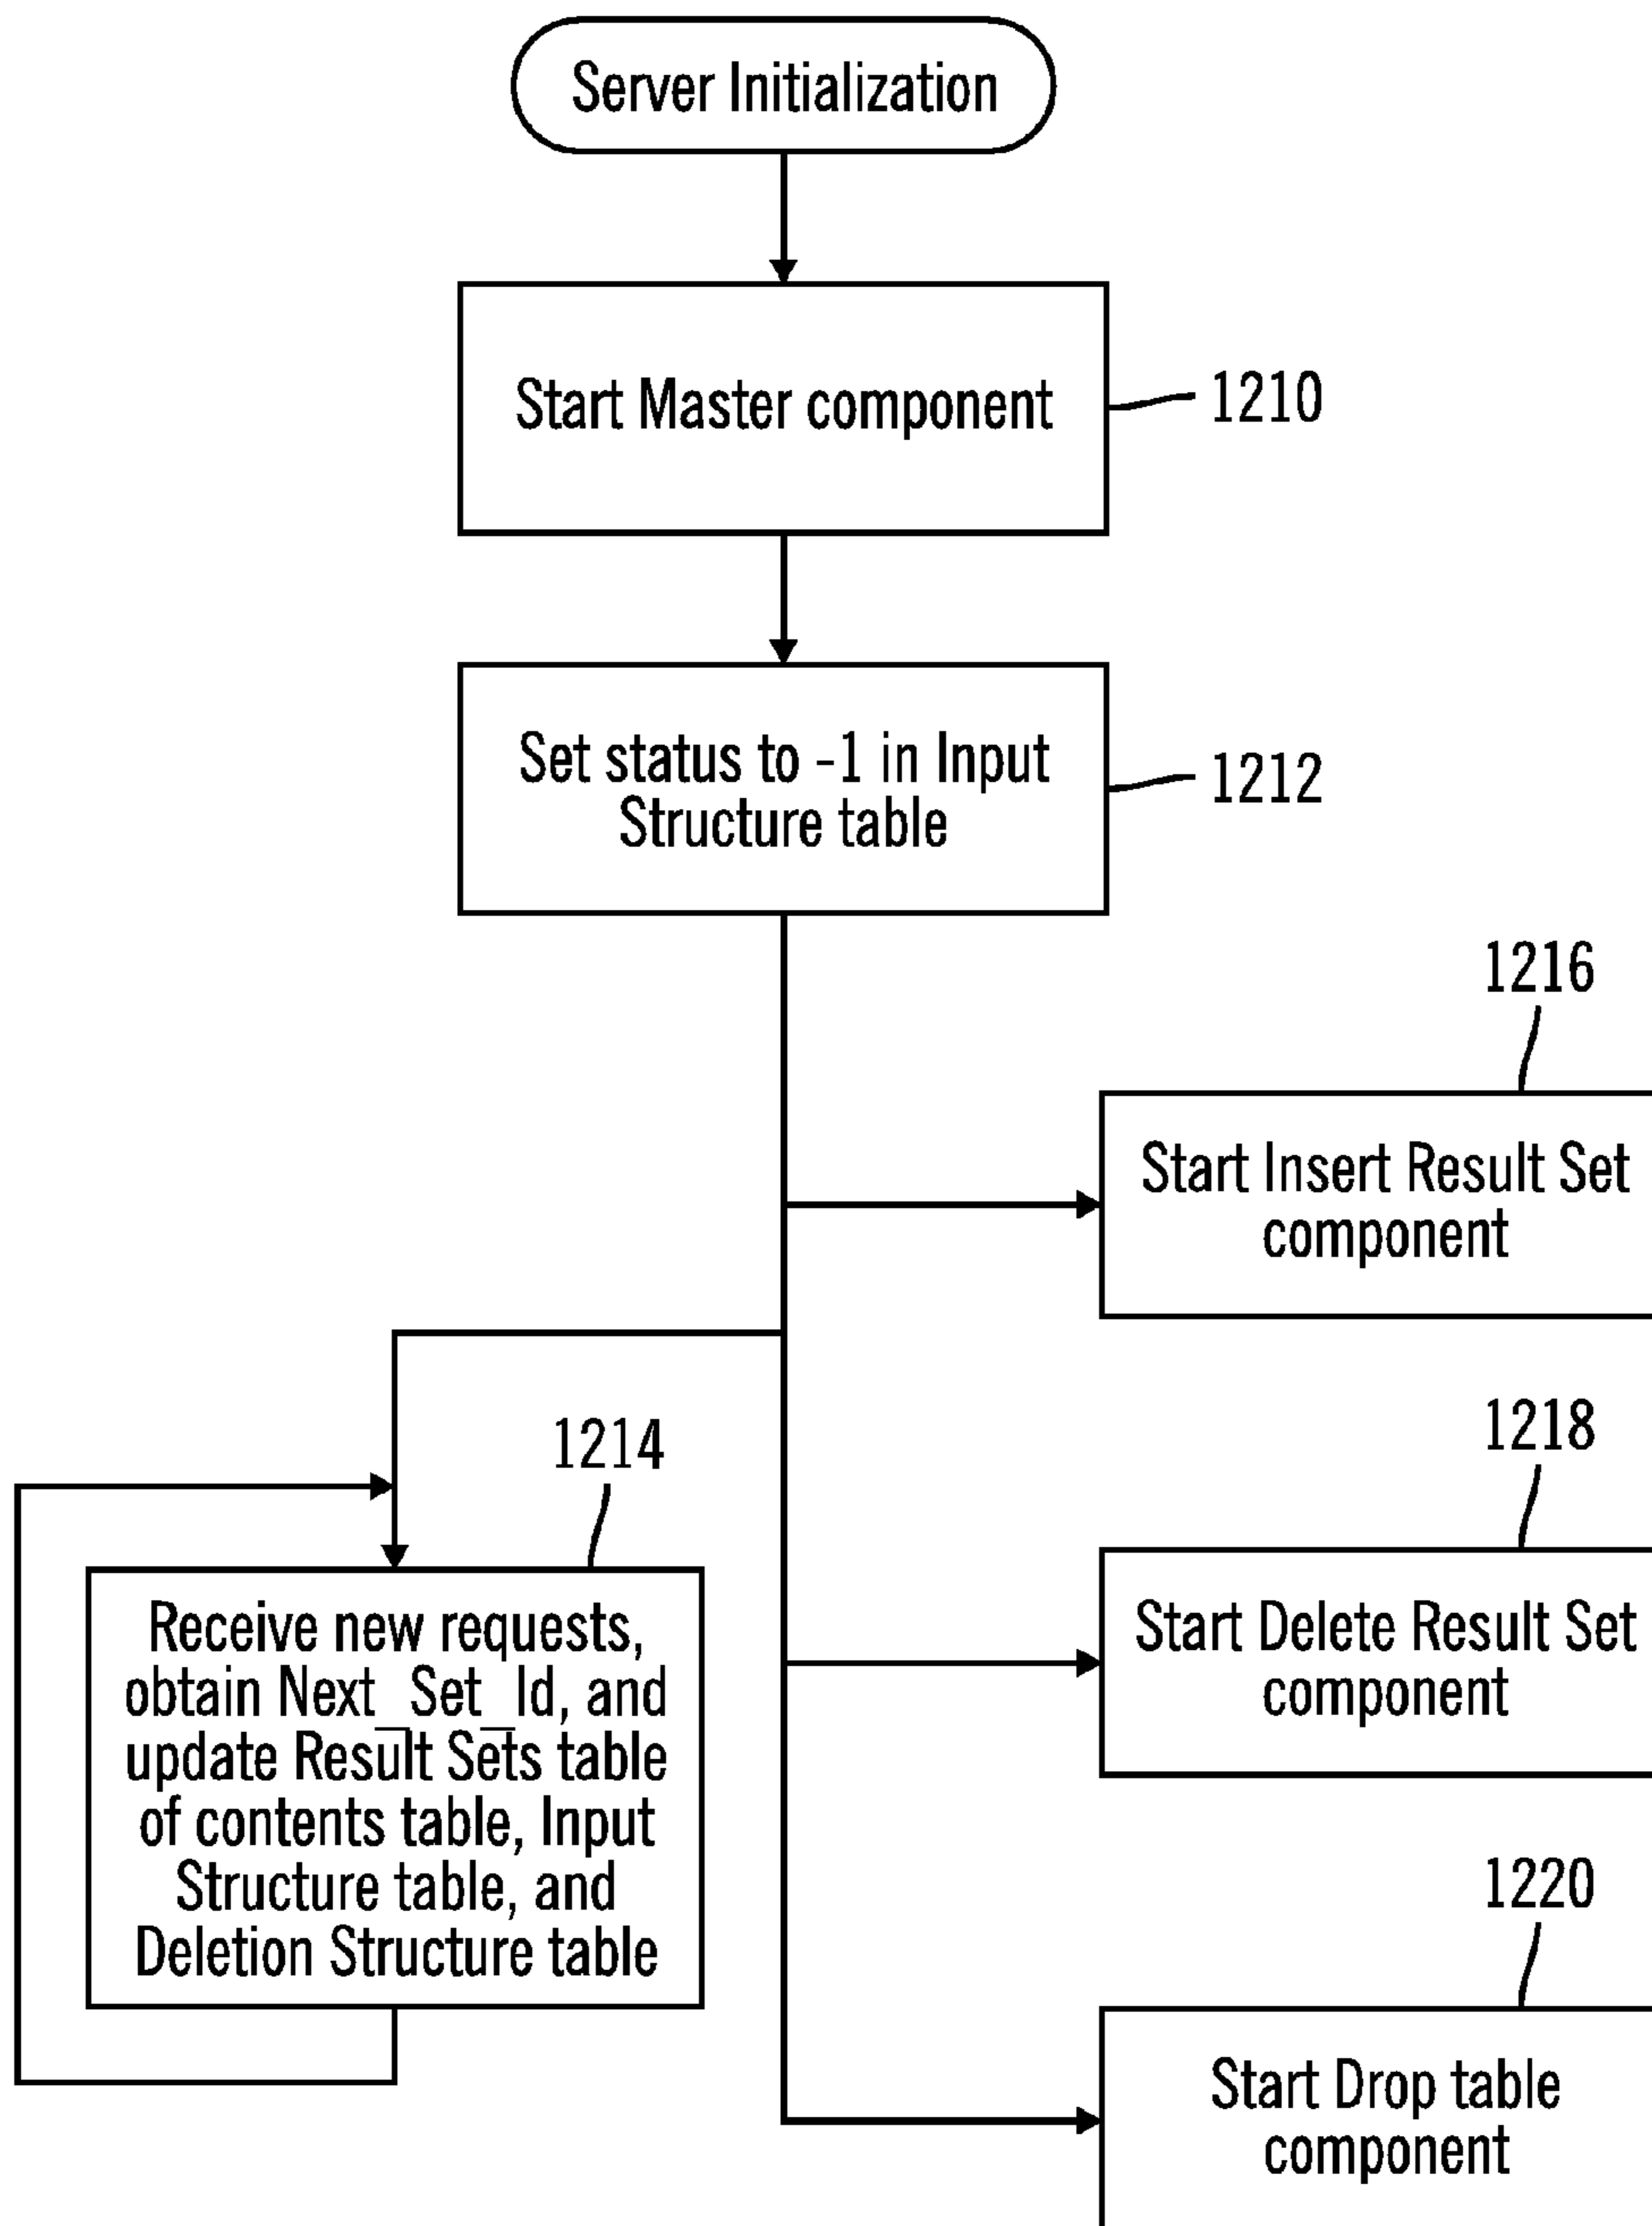 Server Initialization
Start Master component
1210
Set status to -1 in Input
Structure table
1212
1216
Start Insert Result Set
component
1214
Receive new requests,
obtain Next_Set_Id, and
update Result Sets table
of contents table, Input
Structure table, and
Deletion Structure table
1218
Start Delete Result Set
component
1220
Start Drop table
component